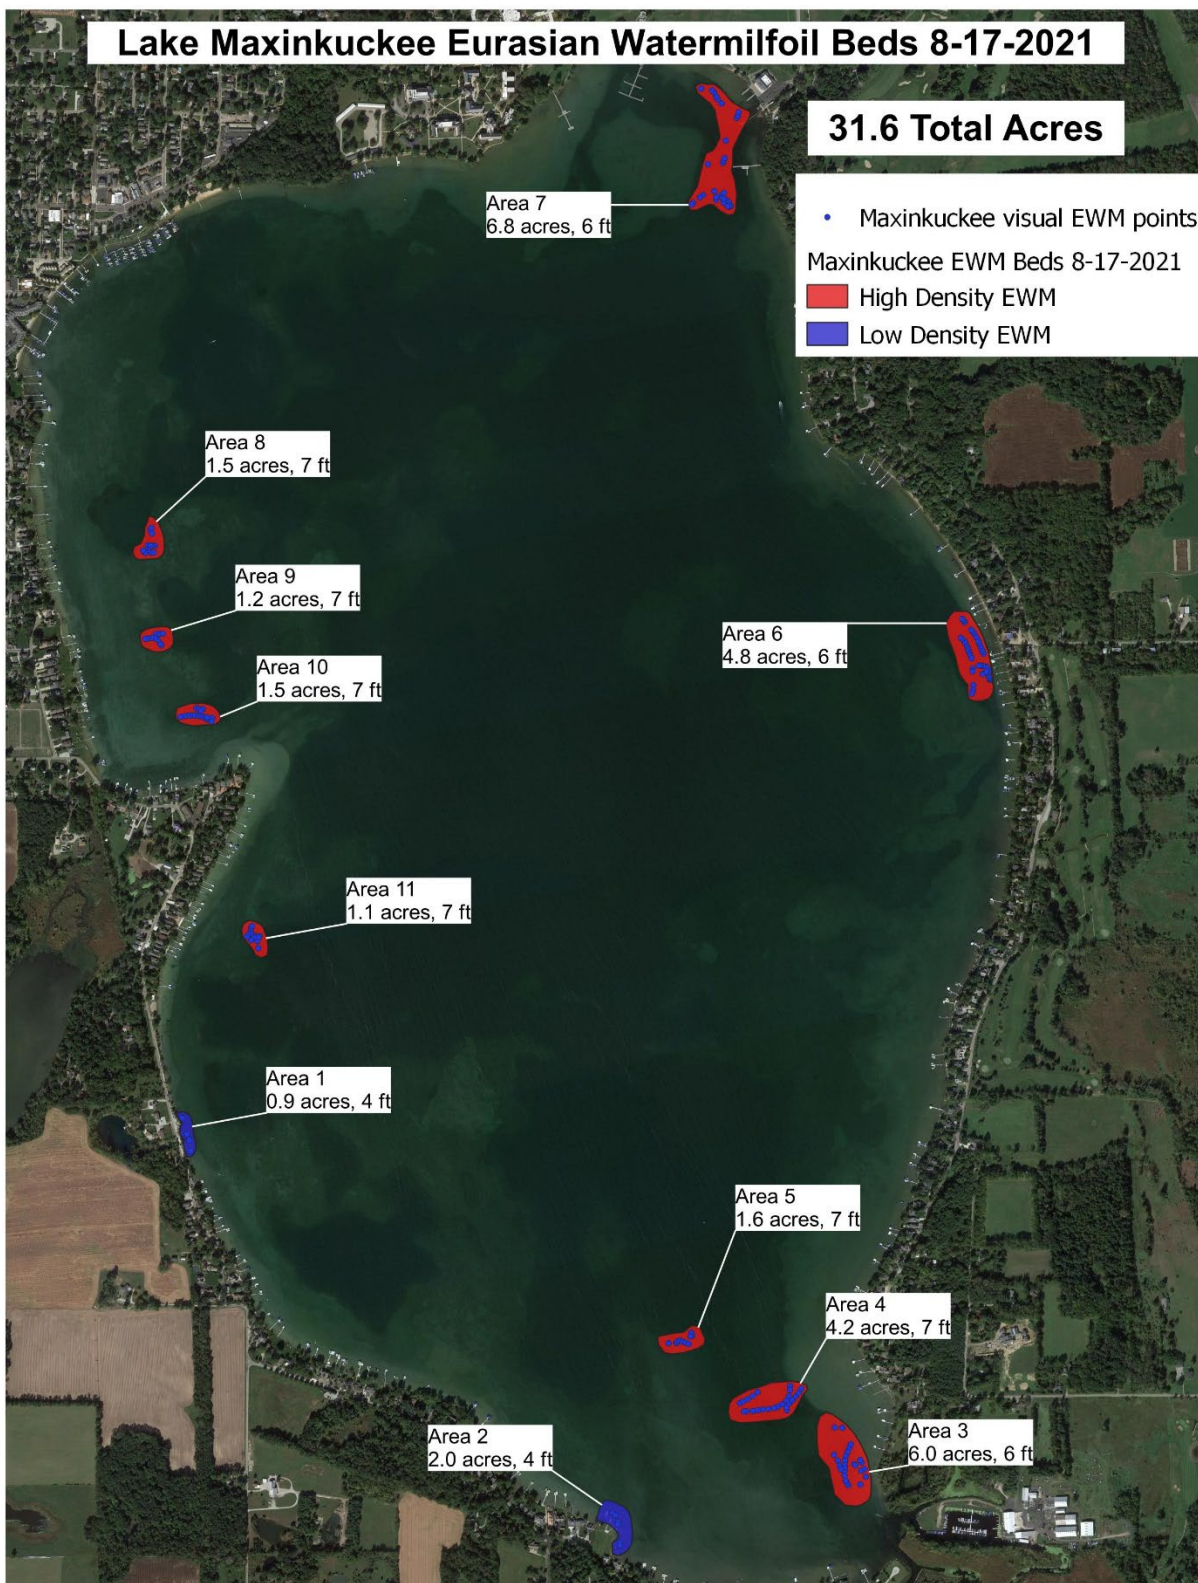 Lake Maxinkuckee Eurasian Watermilfoil Beds 8-17-2021
31.6 Total Acres
Maxinkuckee visual EWM points
Maxinkuckee EWM Beds 8-17-2021
High Density EWM
Low Density EWM
Area 7
6.8 acres, 6 ft
Area 8
1.5 acres, 7 ft
Area 9
1.2 acres, 7 ft
Area 6
4.8 acres, 6 ft
Area 10
1.5 acres, 7 ft
Area 11
1.1 acres, 7 ft
Area 1
0.9 acres, 4 ft
Area 5
1.6 acres, 7 ft
Area 4
4.2 acres, 7 ft
Area 2
2.0 acres, 4 ft
Area 3
6.0 acres, 6 ft